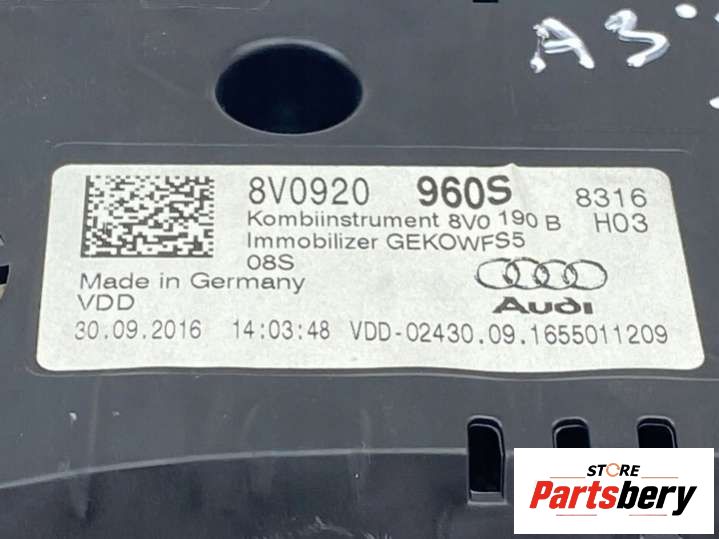 A3
8V0920 960S 8316
Kombiinstrument 8V0 190 B H03
Immobilizer GEKOWFS5
08S
Made in Germany
VDD
Audi
30.09.2016 14:03:48 VDD-02430.09.1655011209
STORE
Partsbery